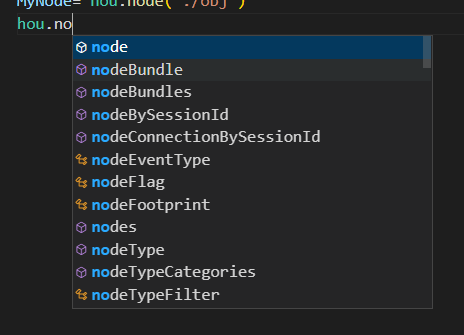 MyNode= hou.node('./obj')
hou.no
node
nodeBundle
nodeBundles
nodeBySessionId
nodeConnectionBySessionId
nodeEventType
nodeFlag
nodeFootprint
nodes
nodeType
nodeTypeCategories
nodeTypeFilter